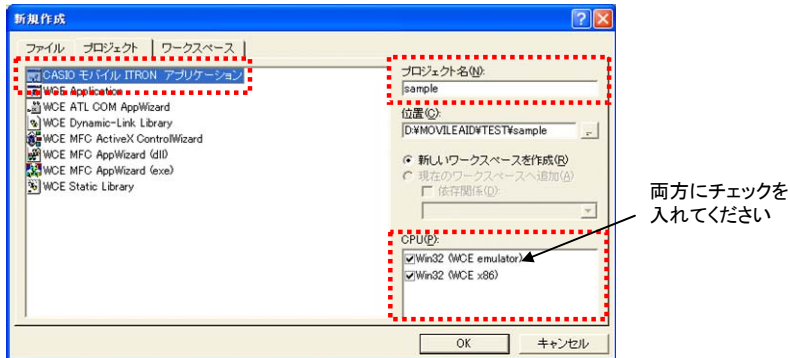 新規作成
ファイル プロジェクト ワークスペース
CASIO モバイル ITRON アプリケーション
WCE Application
WCE ATL COM AppWizard
WCE Dynamic-Link Library
WCE MFC ActiveX ControlWizard
WCE MFC AppWizard (dll)
WCE MFC AppWizard (exe)
WCE Static Library
プロジェクト名(N):
sample
位置(C):
D:¥MOVILEAID¥TEST¥sample
...
新しいワークスペースを作成(R)
現在のワークスペースへ追加(A)
依存関係(D):
CPU(P):
Win32 (WCE emulator)
Win32 (WCE x86)
両方にチェックを
入れてください
OK キャンセル